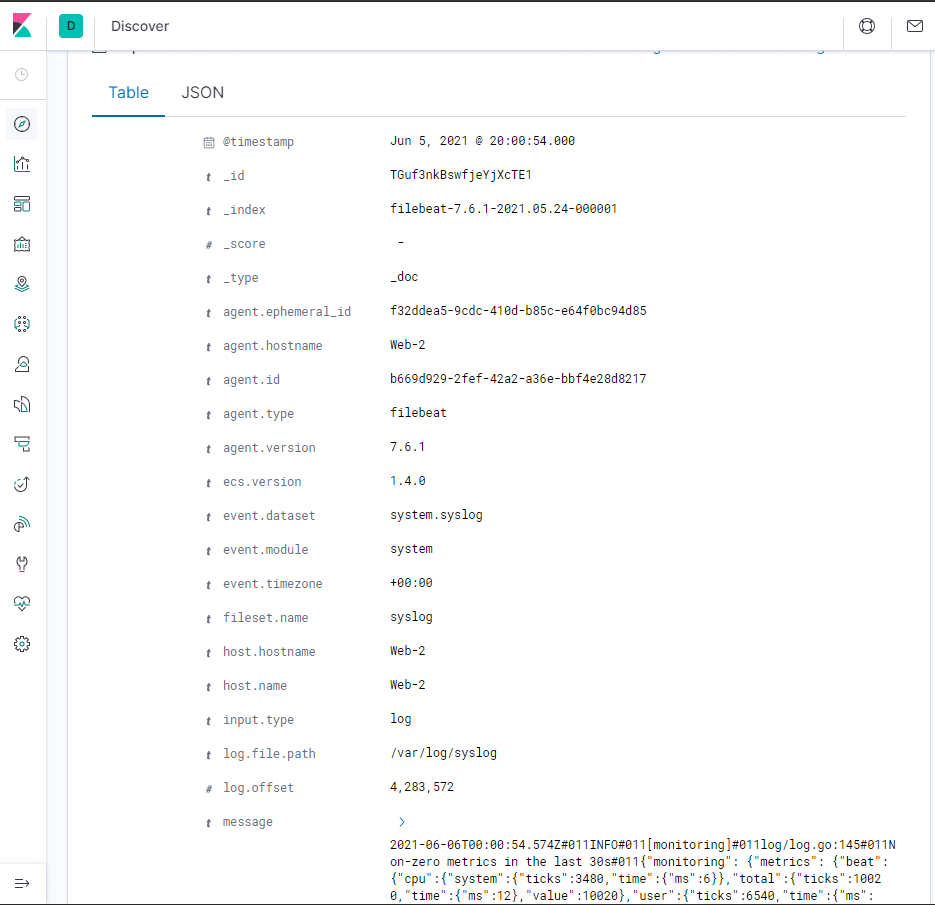 D Discover
Table JSON
@timestamp Jun 5, 2021 @ 20:00:54.000
t _id TGuf3nkBswfjeYjXcTE1
t _index filebeat-7.6.1-2021.05.24-000001
# _score -
t _type _doc
t agent.ephemeral_id f32ddea5-9cdc-410d-b85c-e64f0bc94d85
t agent.hostname Web-2
t agent.id b669d929-2fef-42a2-a36e-bbf4e28d8217
t agent.type filebeat
t agent.version 7.6.1
t ecs.version 1.4.0
t event.dataset system.syslog
t event.module system
t event.timezone +00:00
t fileset.name syslog
t host.hostname Web-2
t host.name Web-2
t input.type log
t log.file.path /var/log/syslog
# log.offset 4,283,572
t message
2021-06-06T00:00:54.574Z#011INFO#011[monitoring]#011log/log.go:145#011N
on-zero metrics in the last 30s#011{"monitoring": {"metrics": {"beat":
{"cpu":{"system":{"ticks":3480,"time":{"ms":6}},"total":{"ticks":1002
0,"time":{"ms":12},"value":10020},"user":{"ticks":6540,"time":{"ms":